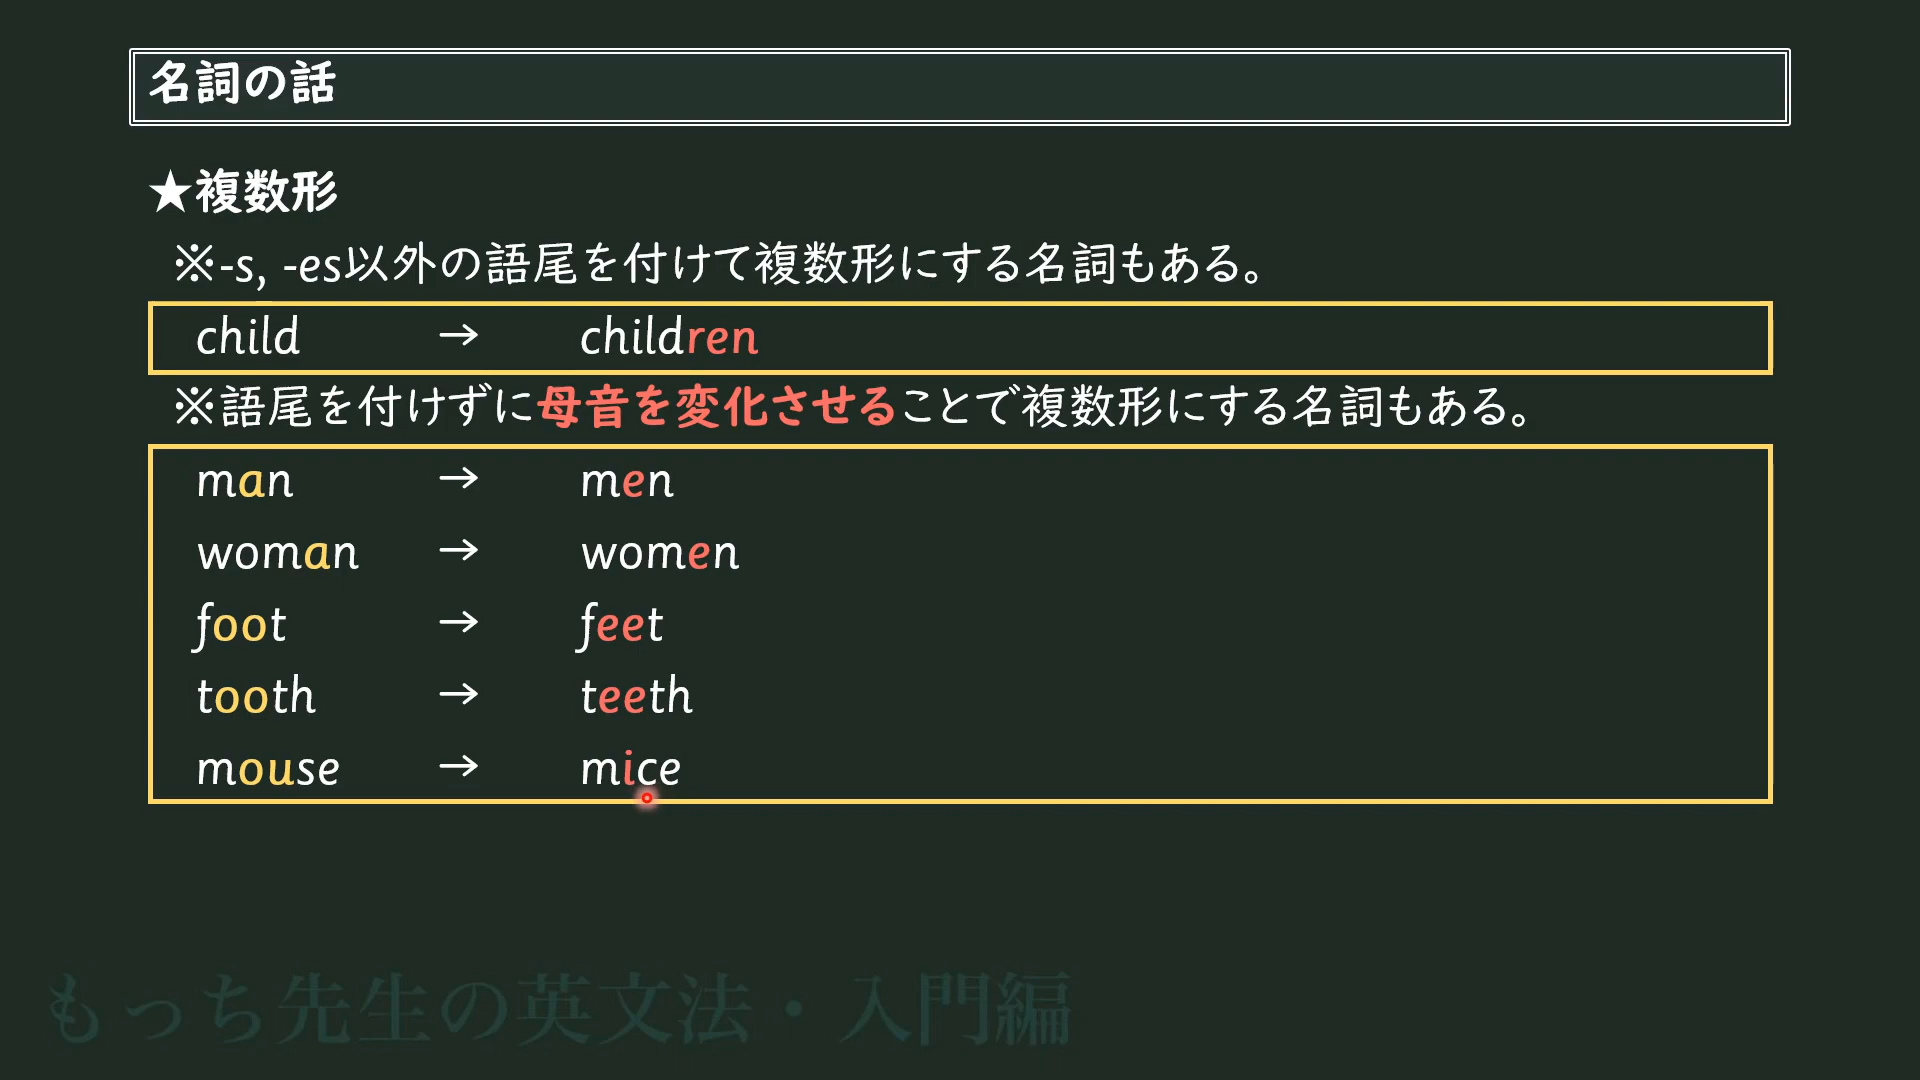 名詞の話
★複数形
※-s, -es以外の語尾を付けて複数形にする名詞もある。
child → children
※語尾を付けずに母音を変化させることで複数形にする名詞もある。
man → men
woman → women
foot → feet
tooth → teeth
mouse → mice
もっち先生の英文法・入門編